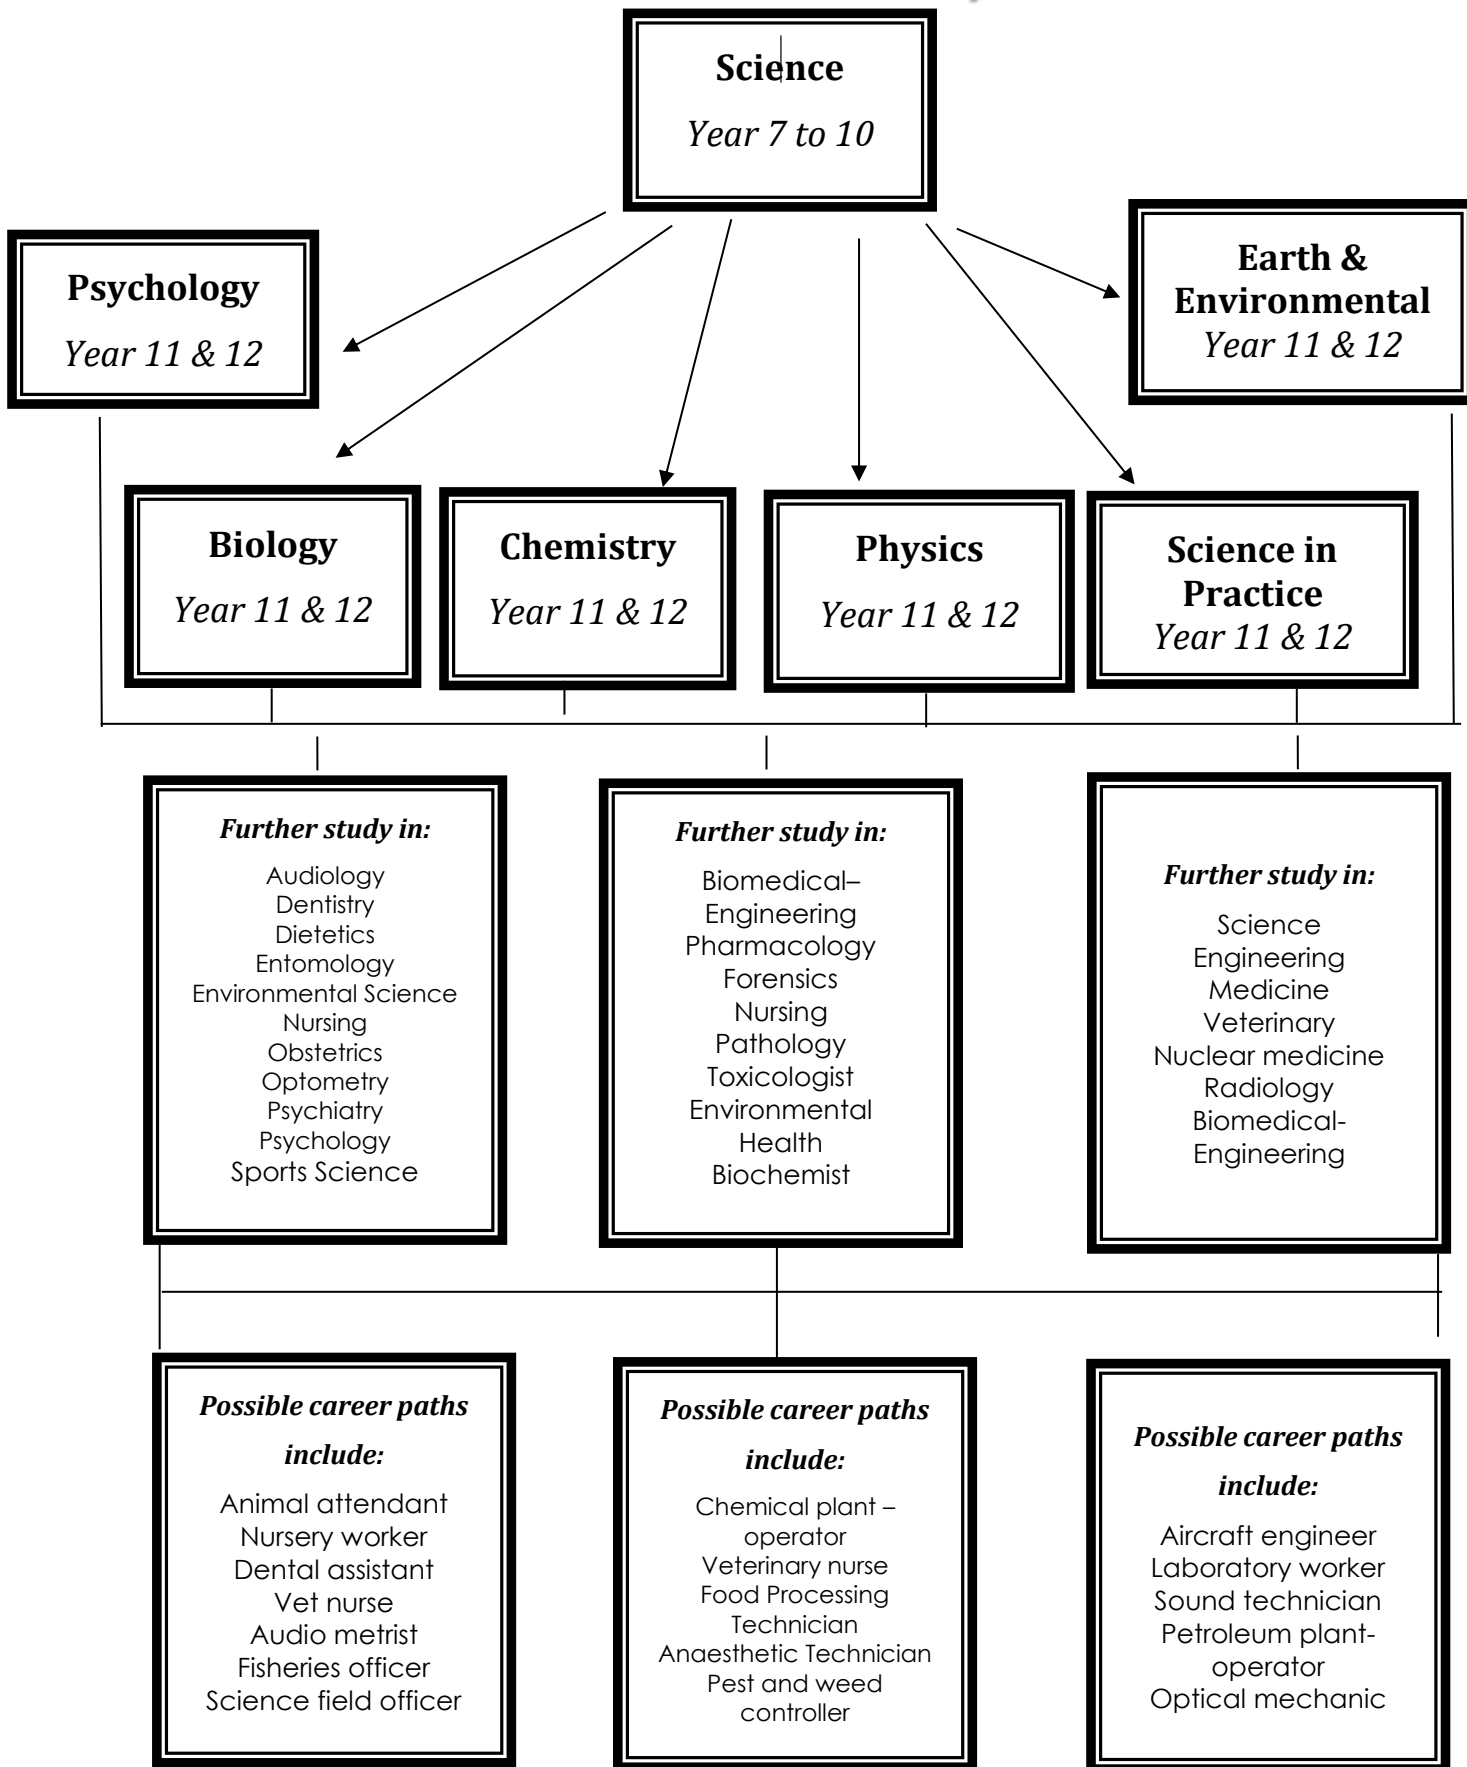 Science
Year 7 to 10
Psychology
Year 11 & 12
Earth &
Environmental
Year 11 & 12
Biology
Year 11 & 12
Chemistry
Year 11 & 12
Physics
Year 11 & 12
Science in
Practice
Year 11 & 12
Further study in:
Audiology
Dentistry
Dietetics
Entomology
Environmental Science
Nursing
Obstetrics
Optometry
Psychiatry
Psychology
Sports Science
Further study in:
Biomedical–
Engineering
Pharmacology
Forensics
Nursing
Pathology
Toxicologist
Environmental
Health
Biochemist
Further study in:
Science
Engineering
Medicine
Veterinary
Nuclear medicine
Radiology
Biomedical-
Engineering
Possible career paths
include:
Animal attendant
Nursery worker
Dental assistant
Vet nurse
Audio metrist
Fisheries officer
Science field officer
Possible career paths
include:
Chemical plant –
operator
Veterinary nurse
Food Processing
Technician
Anaesthetic Technician
Pest and weed
controller
Possible career paths
include:
Aircraft engineer
Laboratory worker
Sound technician
Petroleum plant-
operator
Optical mechanic